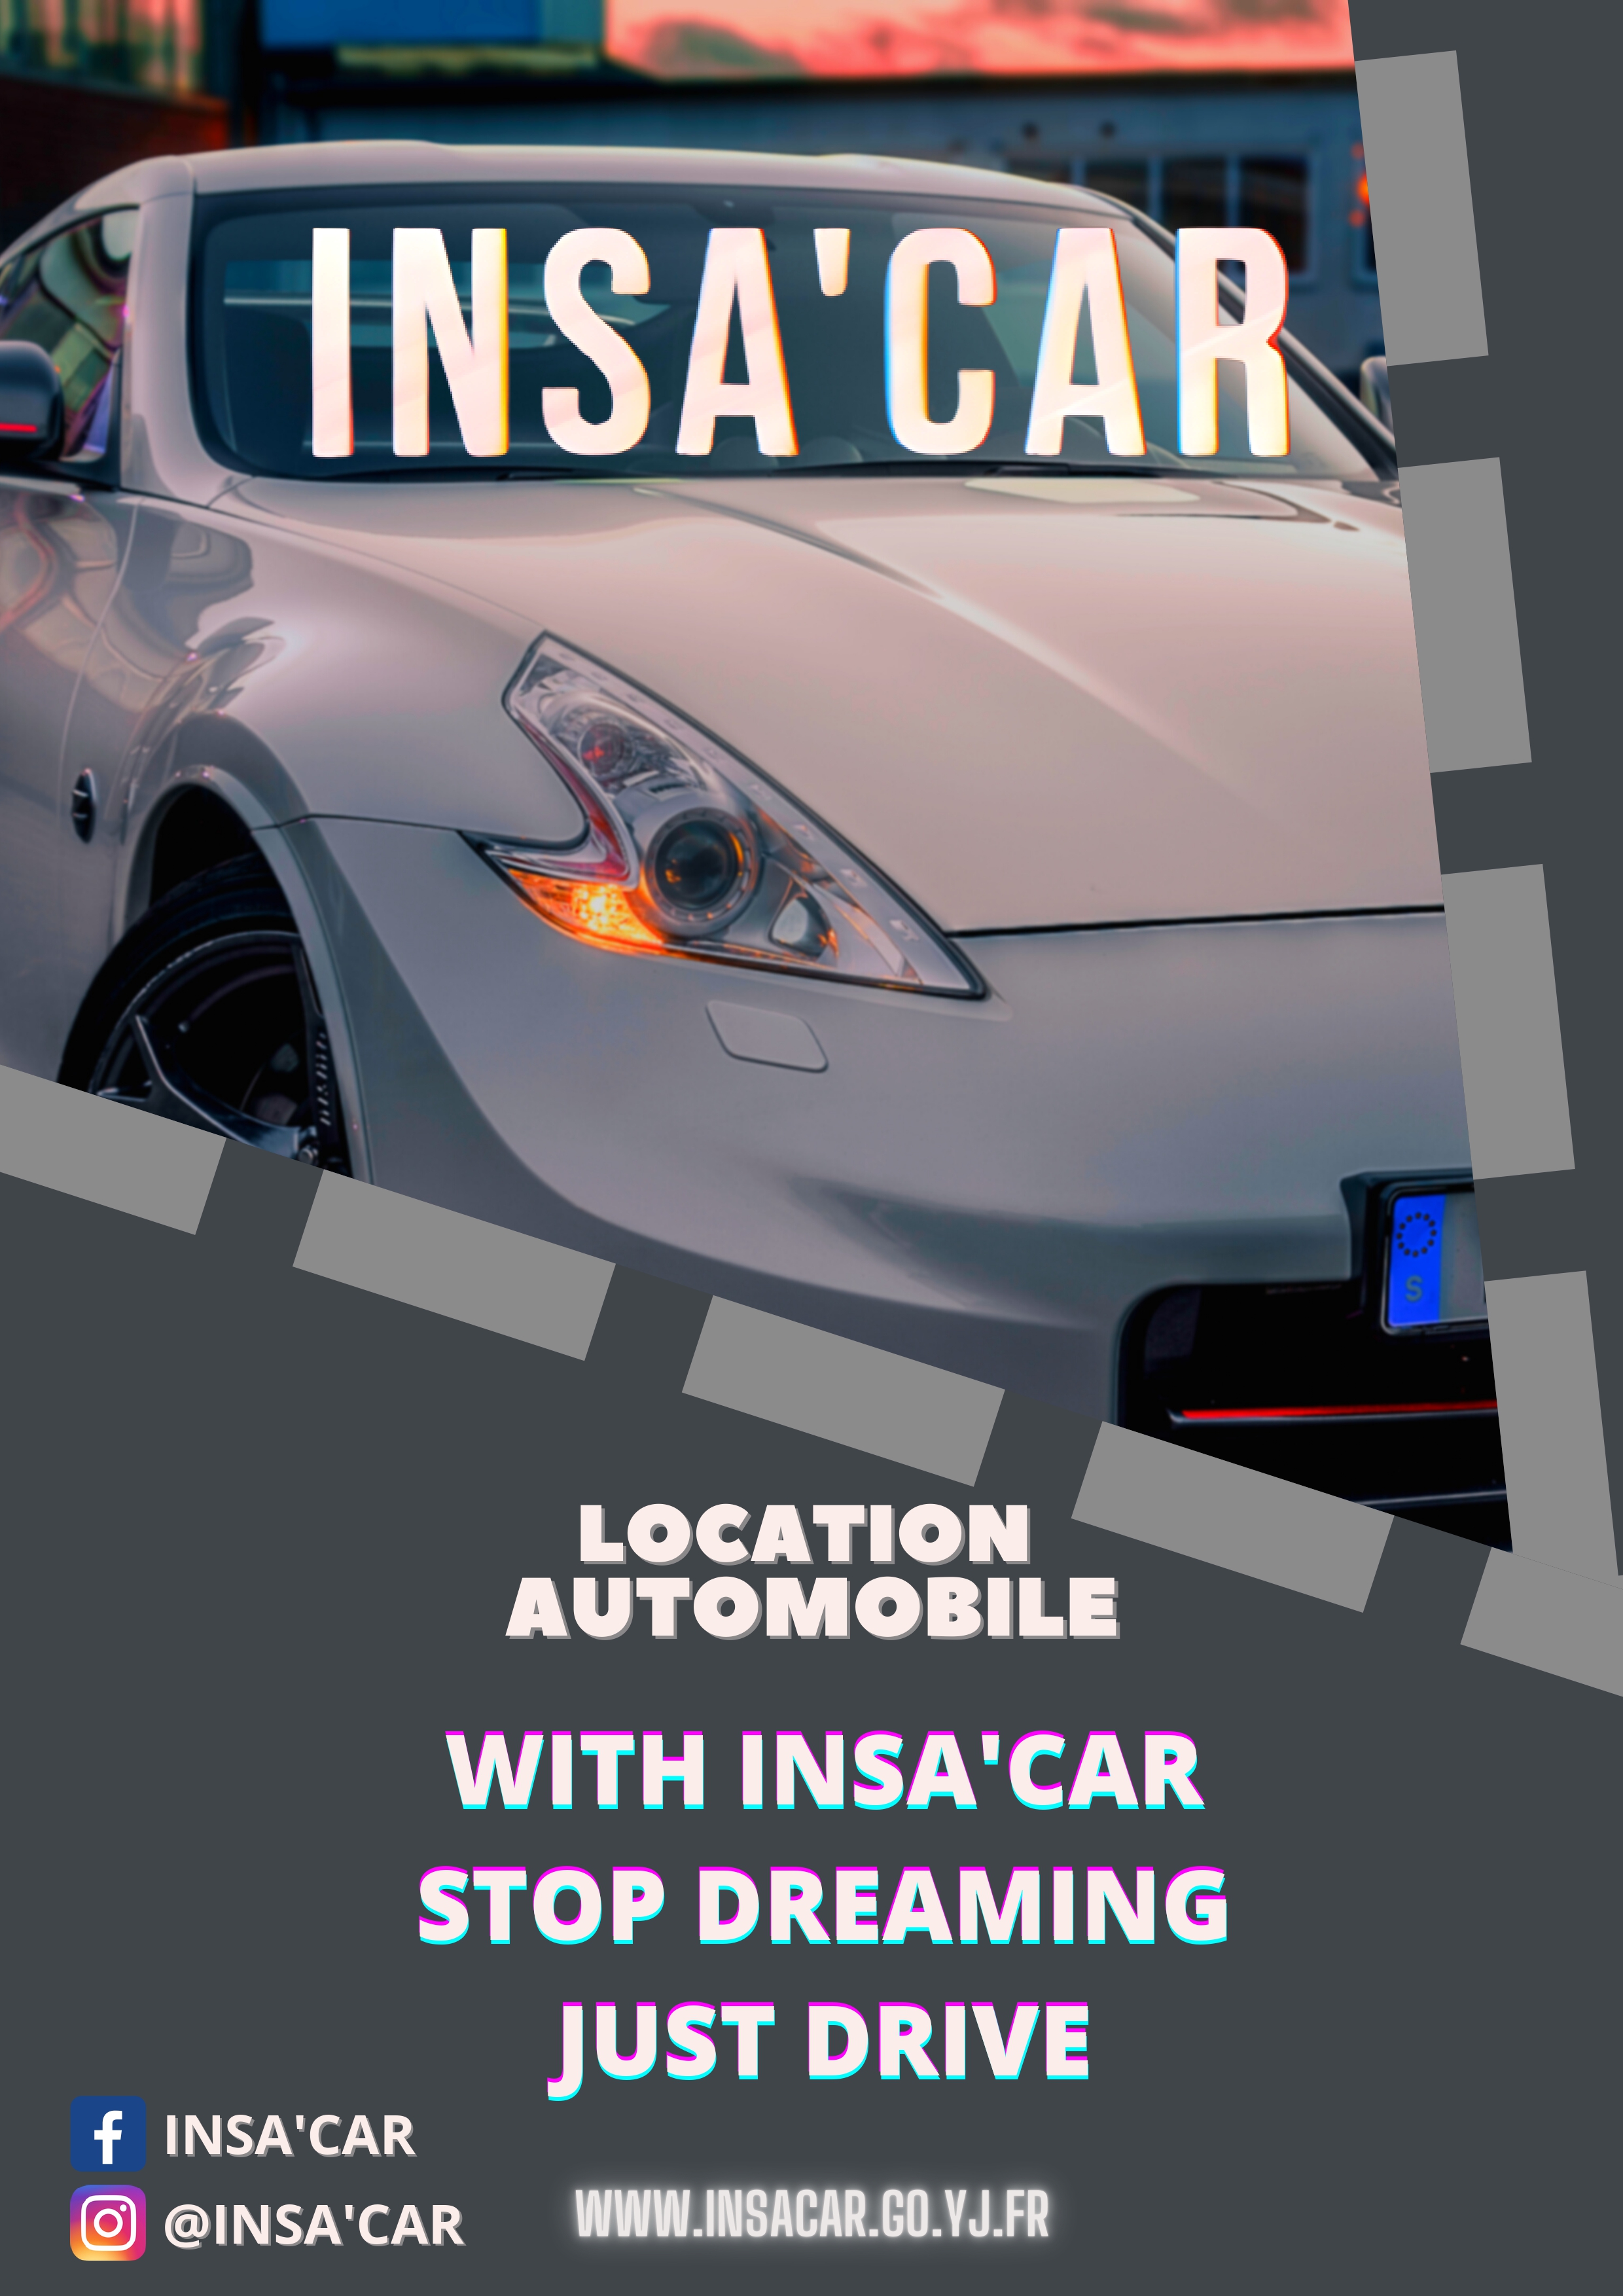 INSA'CAR
S
LOCATION
AUTOMOBILE
WITH INSA'CAR
STOP DREAMING
JUST DRIVE
INSA'CAR
@INSA'CAR
WWW.INSACAR.GO.YJ.FR